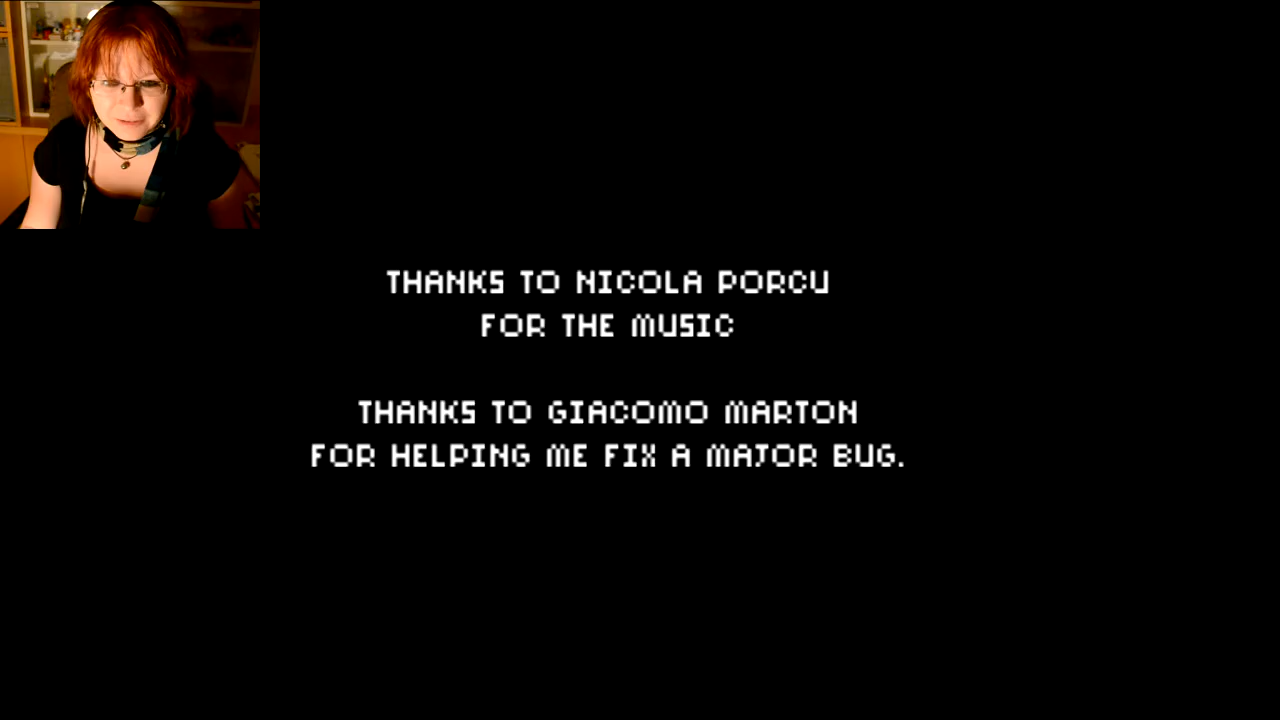 THANKS TO NICOLA PORCU
FOR THE MUSIC
THANKS TO GIACOMO MARTON
FOR HELPING ME FIX A MAJOR BUG.